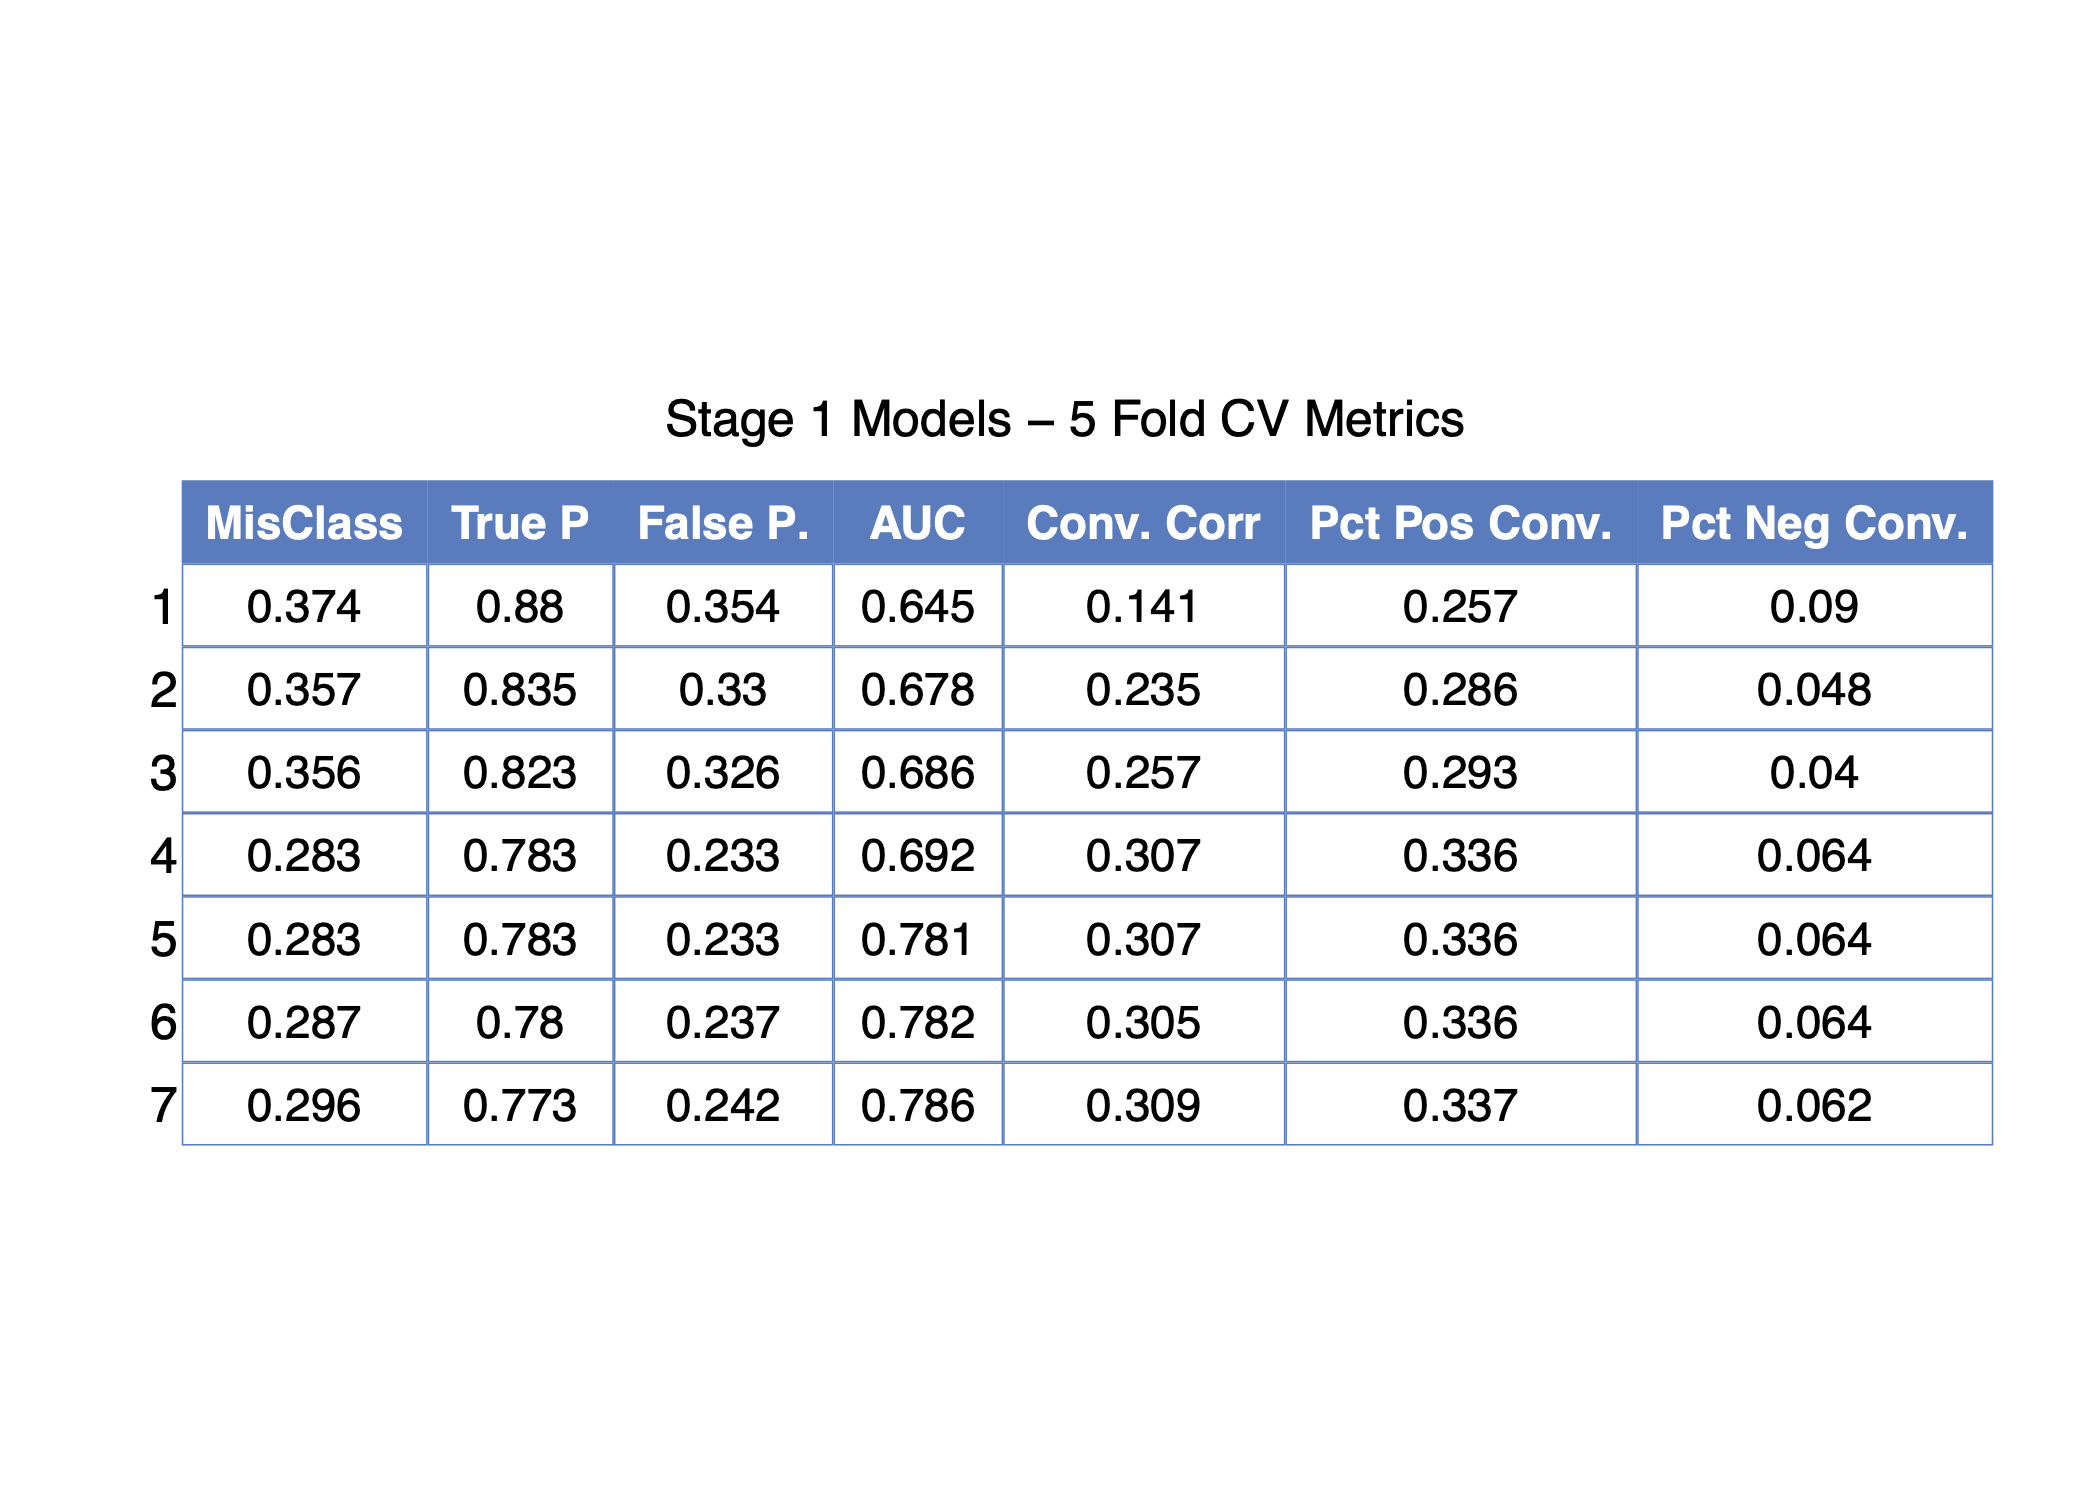 Stage 1 Models – 5 Fold CV Metrics
MisClass True P False P. AUC Conv. Corr Pct Pos Conv. Pct Neg Conv.
1 0.374 0.88 0.354 0.645 0.141 0.257 0.09
2 0.357 0.835 0.33 0.678 0.235 0.286 0.048
3 0.356 0.823 0.326 0.686 0.257 0.293 0.04
4 0.283 0.783 0.233 0.692 0.307 0.336 0.064
5 0.283 0.783 0.233 0.781 0.307 0.336 0.064
6 0.287 0.78 0.237 0.782 0.305 0.336 0.064
7 0.296 0.773 0.242 0.786 0.309 0.337 0.062